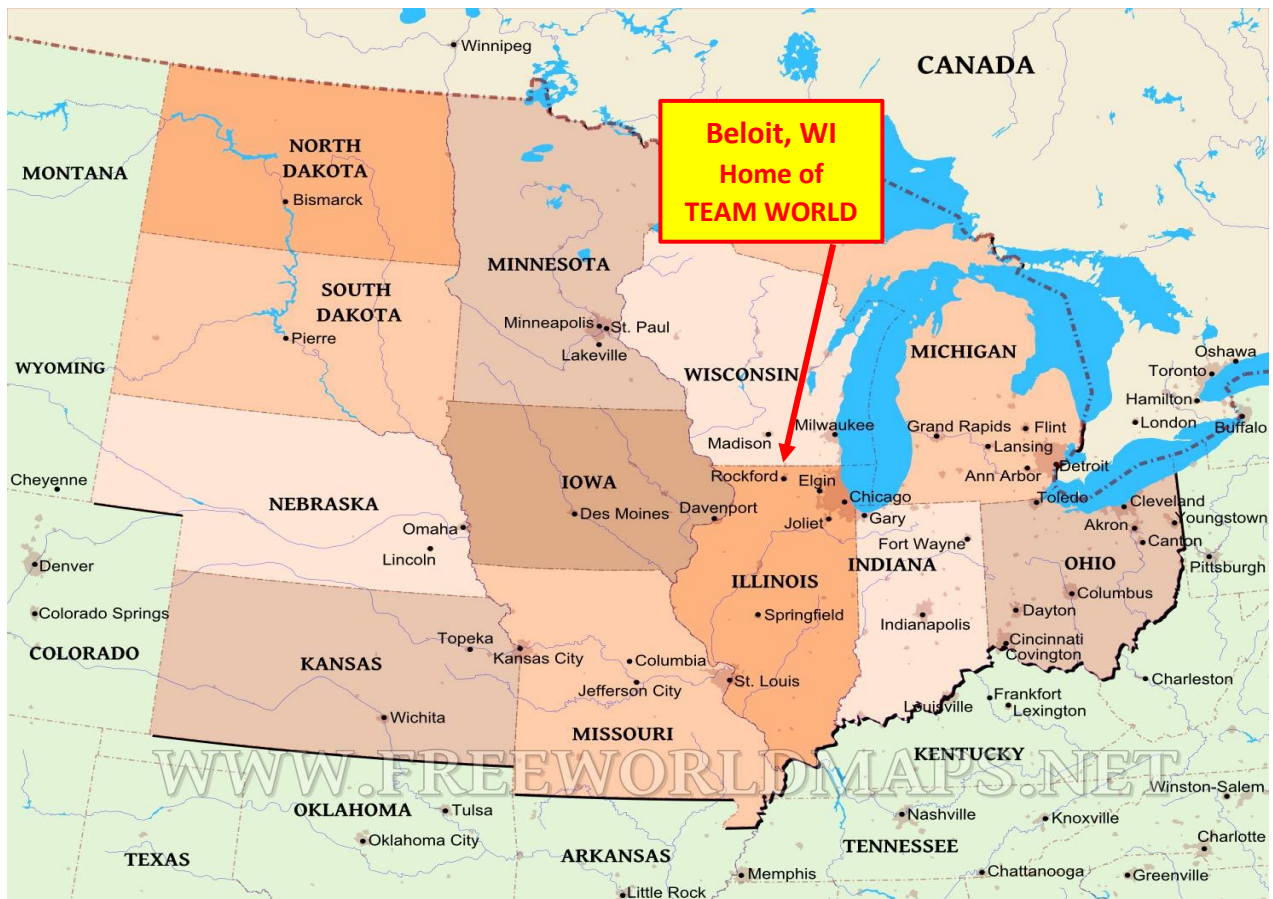 Winnipeg
CANADA
Beloit, WI
Home of
TEAM WORLD
NORTH
DAKOTA
MONTANA
Bismarck
MINNESOTA
SOUTH
DAKOTA
Minneapolis
St. Paul
Pierre
Lakeville
MICHIGAN
Oshawa
WYOMING
WISCONSIN
Toronto
Hamilton
Milwaukee
Grand Rapids
Flint
London
Buffalo
Madison
Lansing
Detroit
Rockford
Ann Arbor
Cheyenne
IOWA
Elgin
NEBRASKA
Chicago
Toledo
Cleveland
Des Moines
Davenport
Gary
Youngstown
Omaha
Joliet
Akron
Fort Wayne
Canton
Lincoln
INDIANA
OHIO
Pittsburgh
Denver
ILLINOIS
Columbus
Colorado Springs
Springfield
Dayton
Indianapolis
Topeka
Cincinnati
COLORADO
KANSAS
Kansas City
Columbia
Covington
St. Louis
Charleston
Jefferson City
Frankfort
Louisville
Lexington
Wichita
MISSOURI
KENTUCKY
WWW.FREEWORLDMAPS.NET
Winston-Salem
OKLAHOMA
Tulsa
Nashville
Knoxville
Oklahoma City
Charlotte
TENNESSEE
TEXAS
ARKANSAS
Memphis
Chattanooga
Greenville
Little Rock